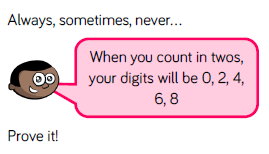 Always, sometimes, never...
When you count in twos,
your digits will be 0, 2, 4,
6, 8
Prove it!